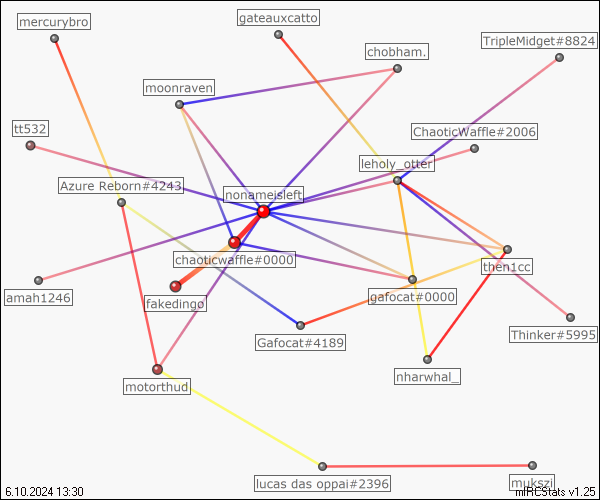 mercurybro
gateauxcatto
TripleMidget#8824
chobham.
moonraven
tt532
ChaoticWaffle#2006
leholy_otter
Azure Reborn#4243
nonameisleft
chaoticwaffle#0000
then1cc
amah1246
fakedingo
gafocat#0000
Gafocat#4189
Thinker#5995
nharwhal_
motorthud
lucas das oppai#2396
mukszi
6.10.2024 13:30
mIRCStats v1.25